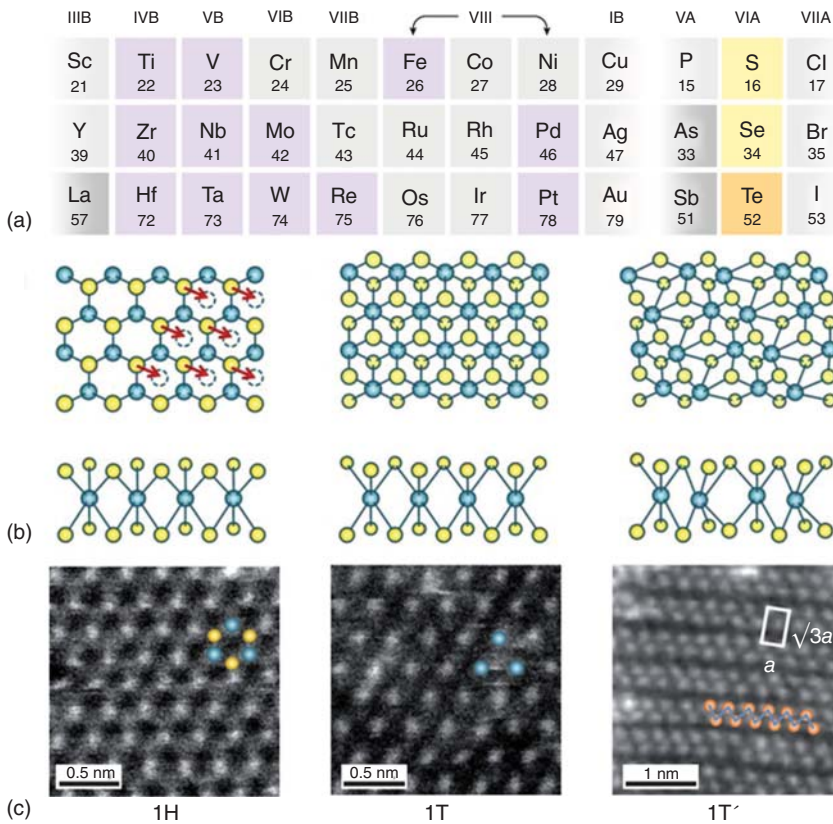 IIIB IVB VB VIB VIIB VIII IB VA VIA VIIA
Sc Ti V Cr Mn Fe Co Ni Cu P S Cl
21 22 23 24 25 26 27 28 29 15 16 17
Y Zr Nb Mo Tc Ru Rh Pd Ag As Se Br
39 40 41 42 43 44 45 46 47 33 34 35
La Hf Ta W Re Os Ir Pt Au Sb Te I
57 72 73 74 75 76 77 78 79 51 52 53
(a)
(b)
√3a
a
0.5 nm 0.5 nm 1 nm
(c) 1H 1T 1T´